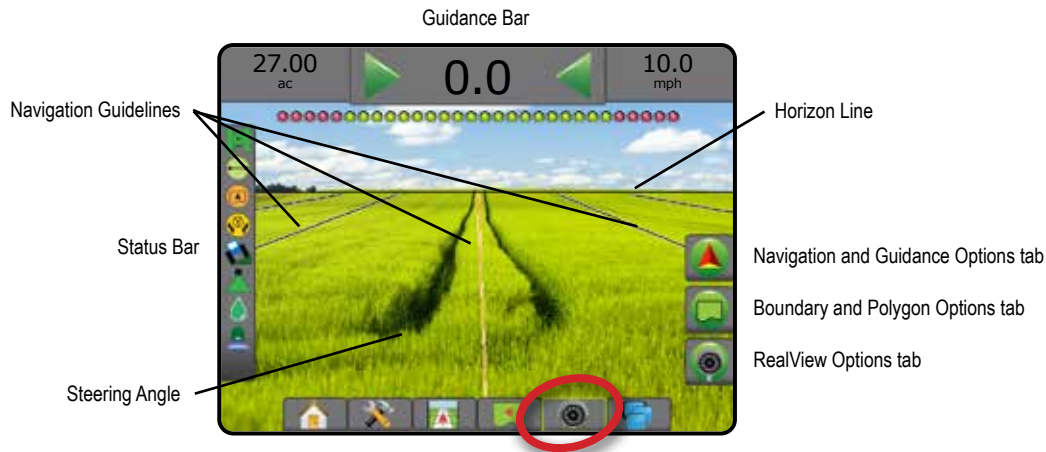 Guidance Bar
27.00
ac
0.0
10.0
mph
Navigation Guidelines
Horizon Line
Status Bar
Navigation and Guidance Options tab
Boundary and Polygon Options tab
RealView Options tab
Steering Angle